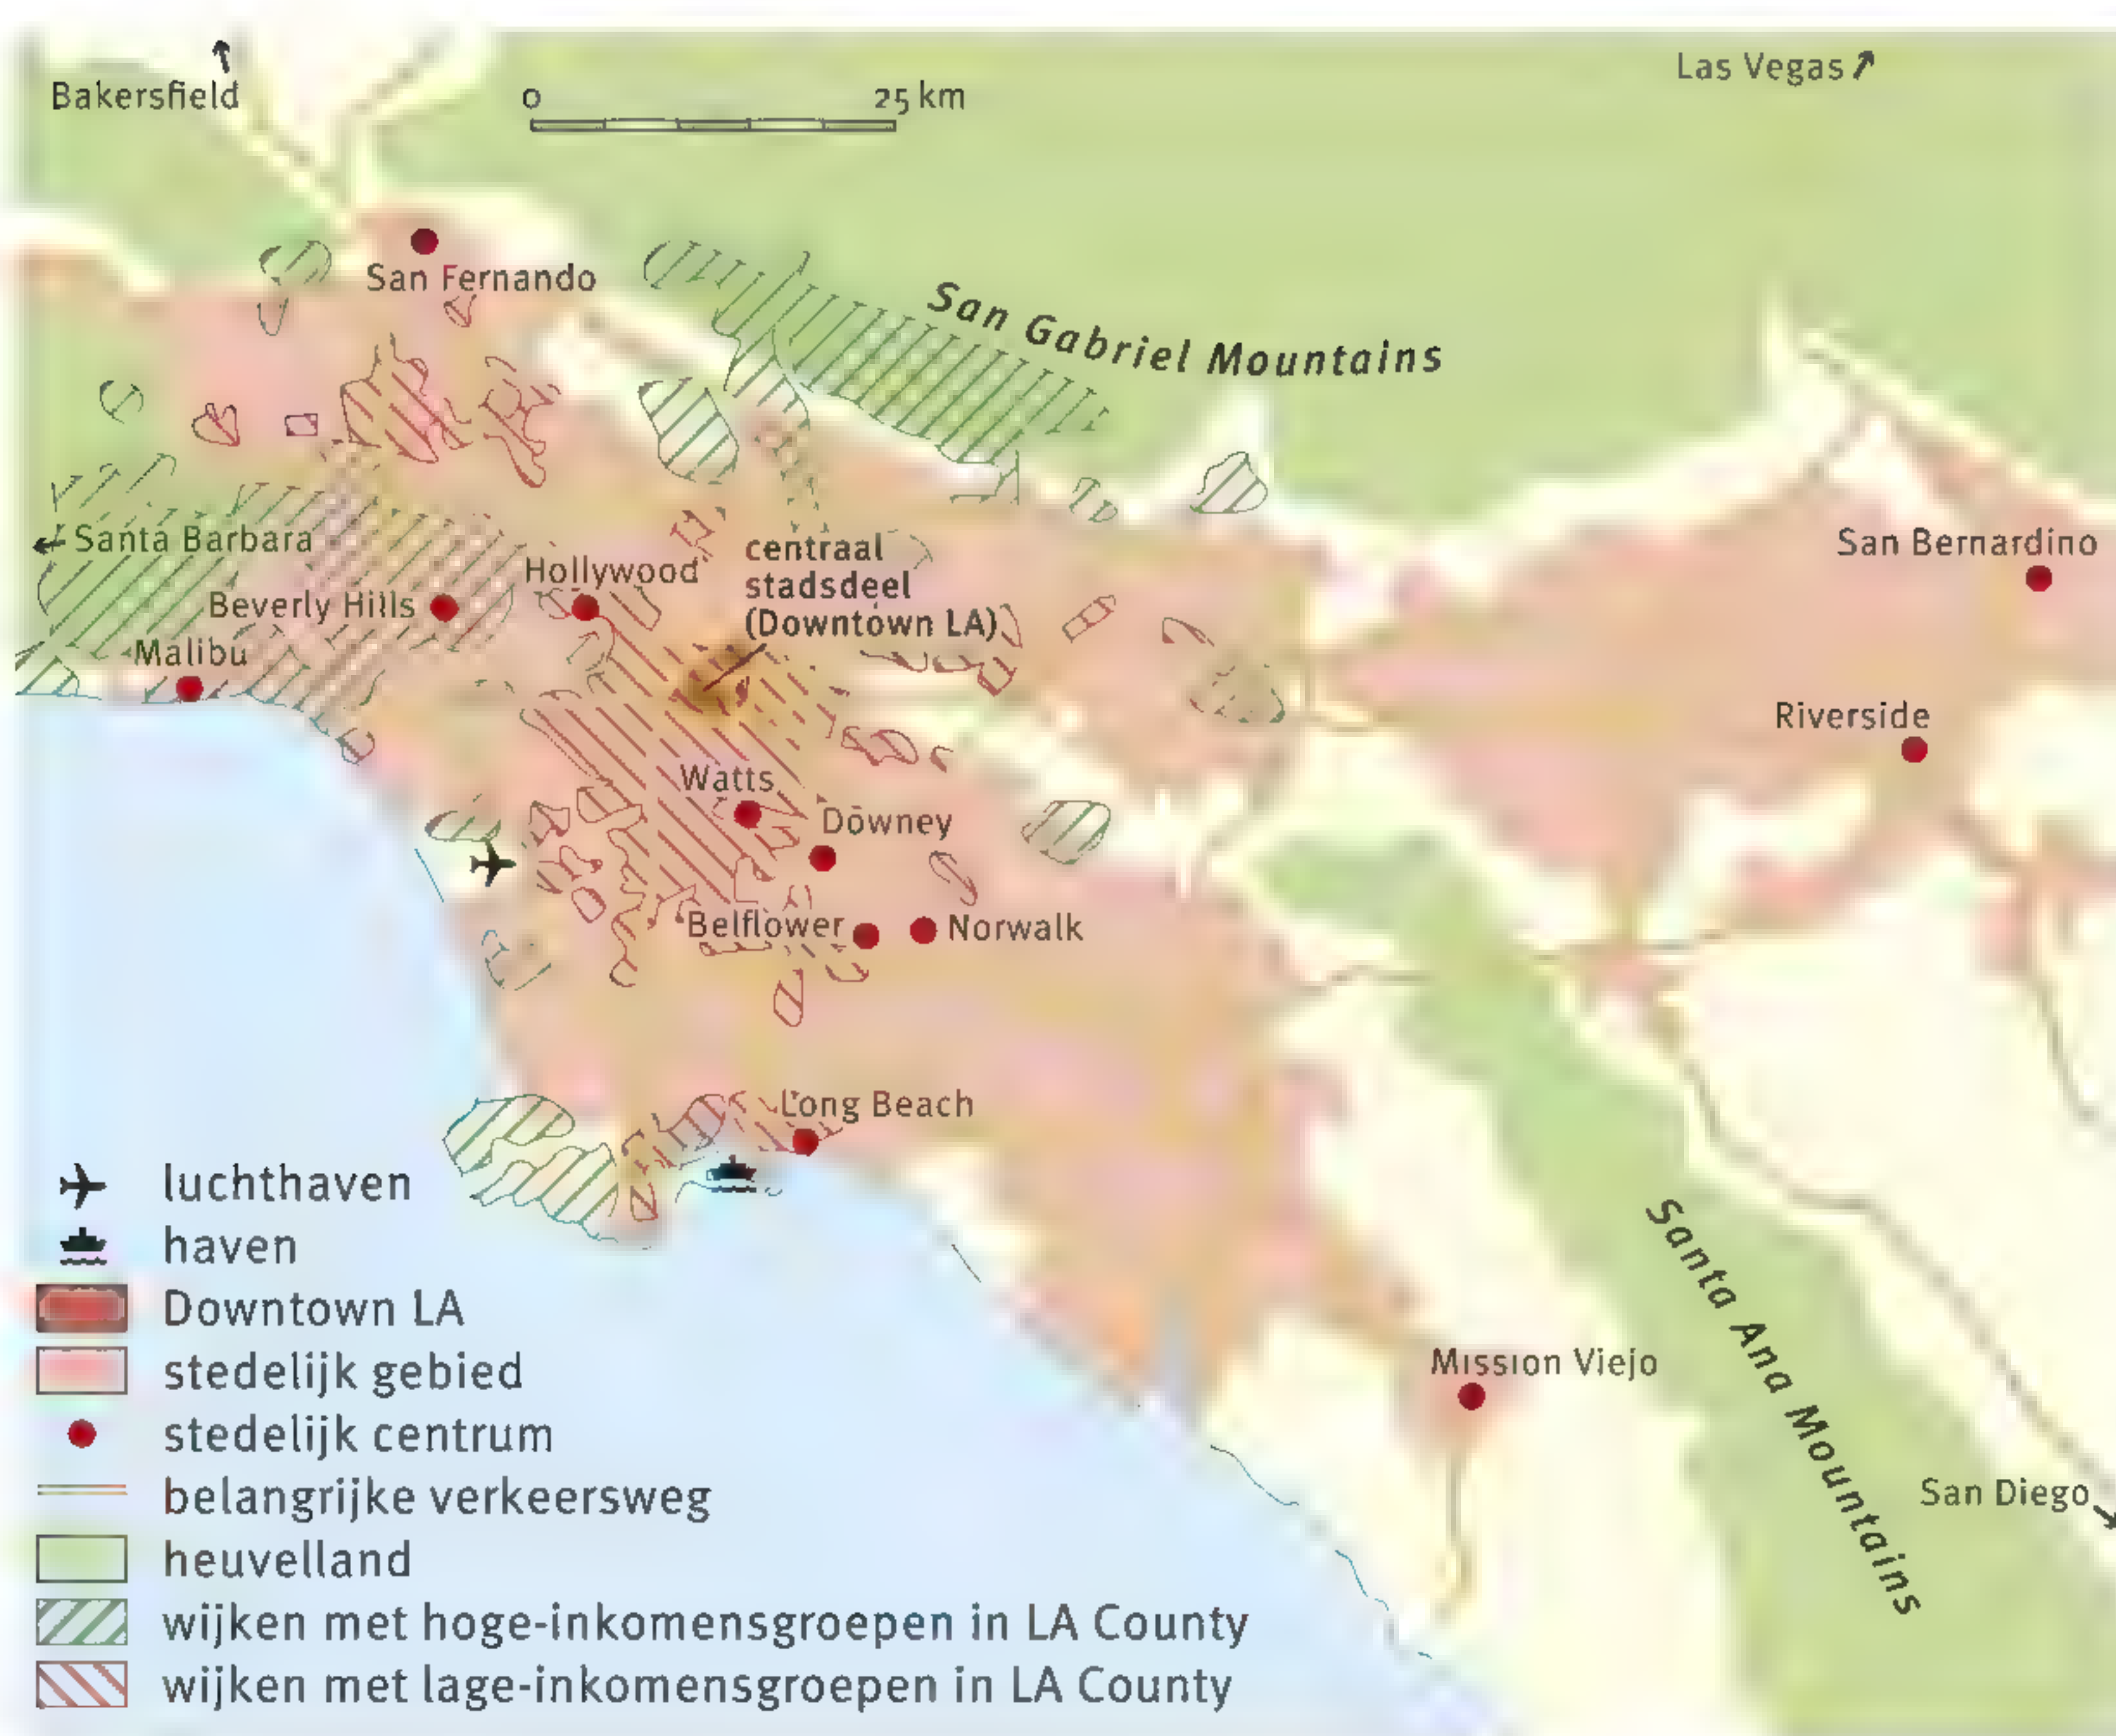 Bakersfield
0 25 km
Las Vegas
San Fernando
San Gabriel Mountains
Santa Barbara
Hollywood
centraal
stadsdeel
(Downtown LA)
San Bernardino
Beverly Hills
Malibu
Riverside
Watts
Downey
Belflower
Norwalk
Long Beach
Santa Ana Mountains
Mission Viejo
San Diego
luchthaven
haven
Downtown LA
stedelijk gebied
stedelijk centrum
belangrijke verkeersweg
heuvelland
wijken met hoge-inkomensgroepen in LA County
wijken met lage-inkomensgroepen in LA County